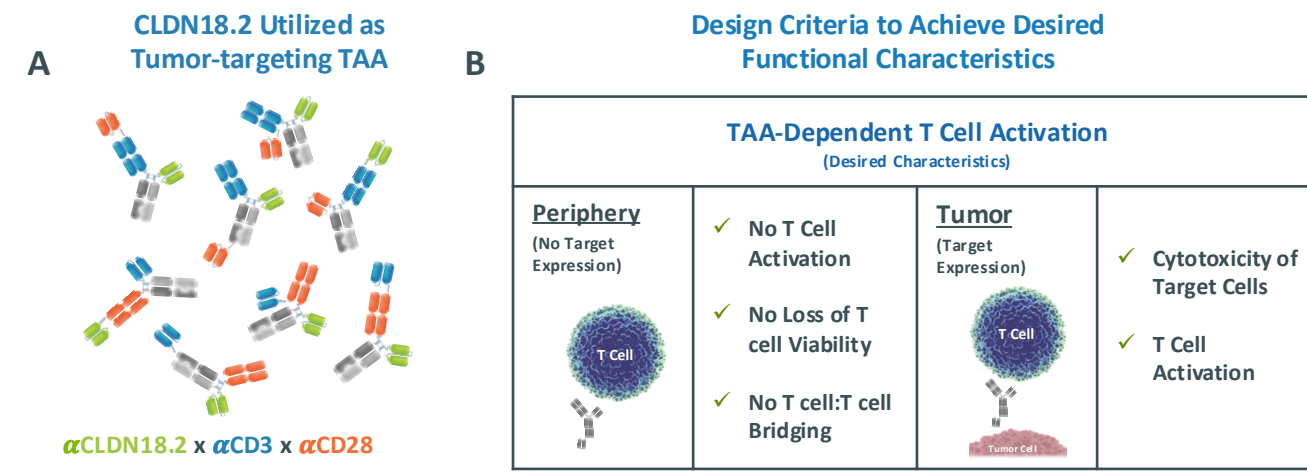 A
CLDN18.2 Utilized as
Tumor-targeting TAA
αCLDN18.2 x αCD3 x αCD28
B
Design Criteria to Achieve Desired
Functional Characteristics
TAA-Dependent T Cell Activation
(Desired Characteristics)
Periphery
(No Target
Expression)
T Cell
✓ No T Cell
Activation
✓ No Loss of T
cell Viability
✓ No T cell:T cell
Bridging
Tumor
(Target
Expression)
T Cell
Tumor Cell
✓ Cytotoxicity of
Target Cells
✓ T Cell
Activation